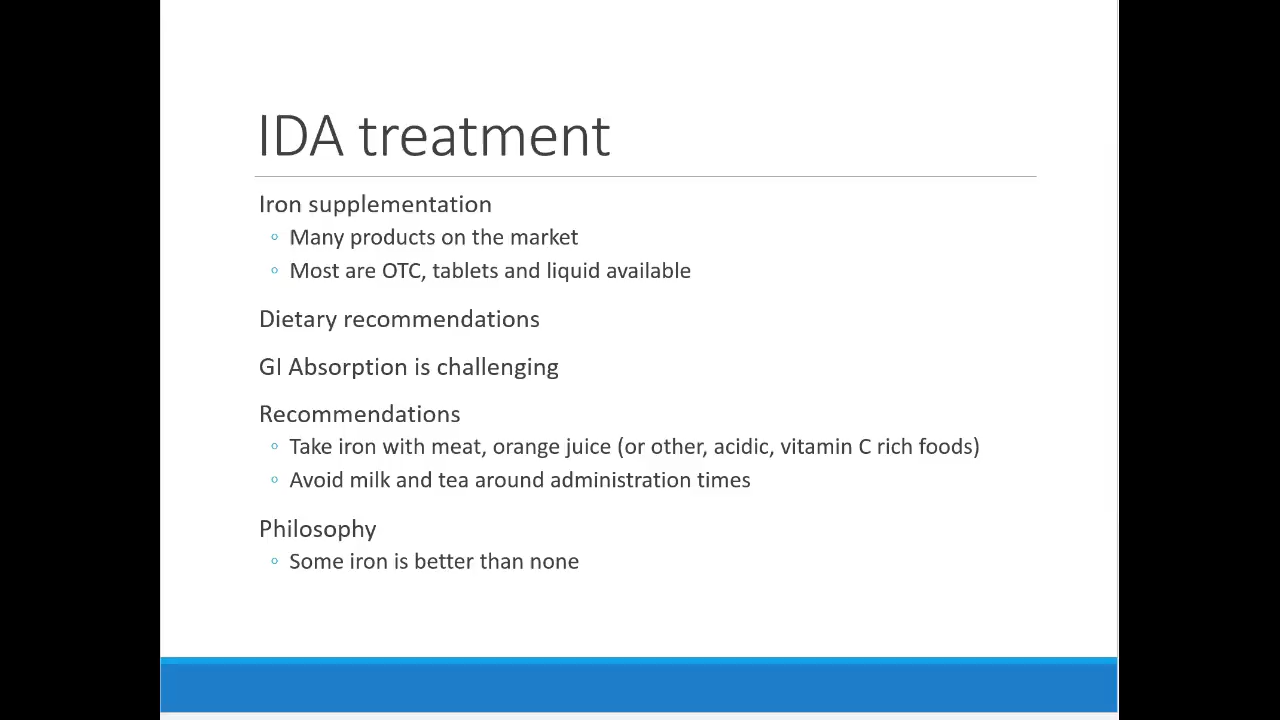 IDA treatment
Iron supplementation
◦ Many products on the market
◦ Most are OTC, tablets and liquid available
Dietary recommendations
GI Absorption is challenging
Recommendations
◦ Take iron with meat, orange juice (or other, acidic, vitamin C rich foods)
◦ Avoid milk and tea around administration times
Philosophy
◦ Some iron is better than none